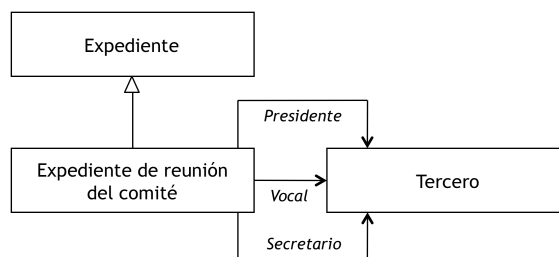 Expediente
Presidente
Expediente de reunión
del comité
Vocal
Tercero
Secretario